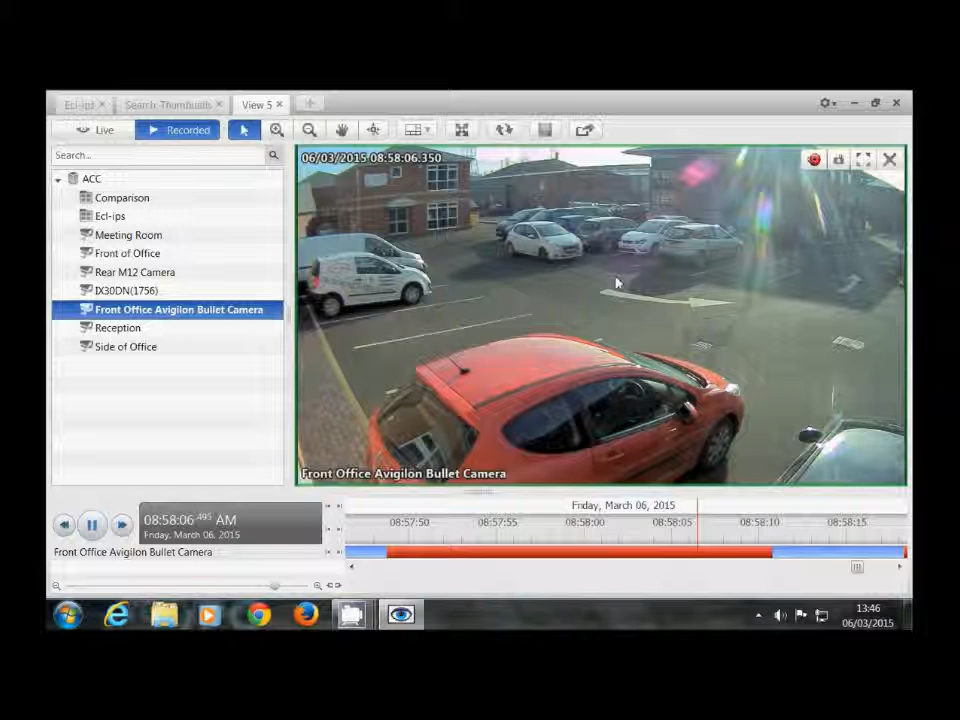 Ecl-ips
Search Thumbnails
View 5
Live
Recorded
Search...
ACC
Comparison
Ecl-ips
Meeting Room
Front of Office
Rear M12 Camera
IX30DN(1756)
Front Office Avigilon Bullet Camera
Reception
Side of Office
06/03/2015 08:58:06.350
Front Office Avigilon Bullet Camera
08:58:06 .495 AM
Friday, March 06, 2015
Front Office Avigilon Bullet Camera
Friday, March 06, 2015
08:57:50
08:57:55
08:58:00
08:58:05
08:58:10
08:58:15
13:46
06/03/2015